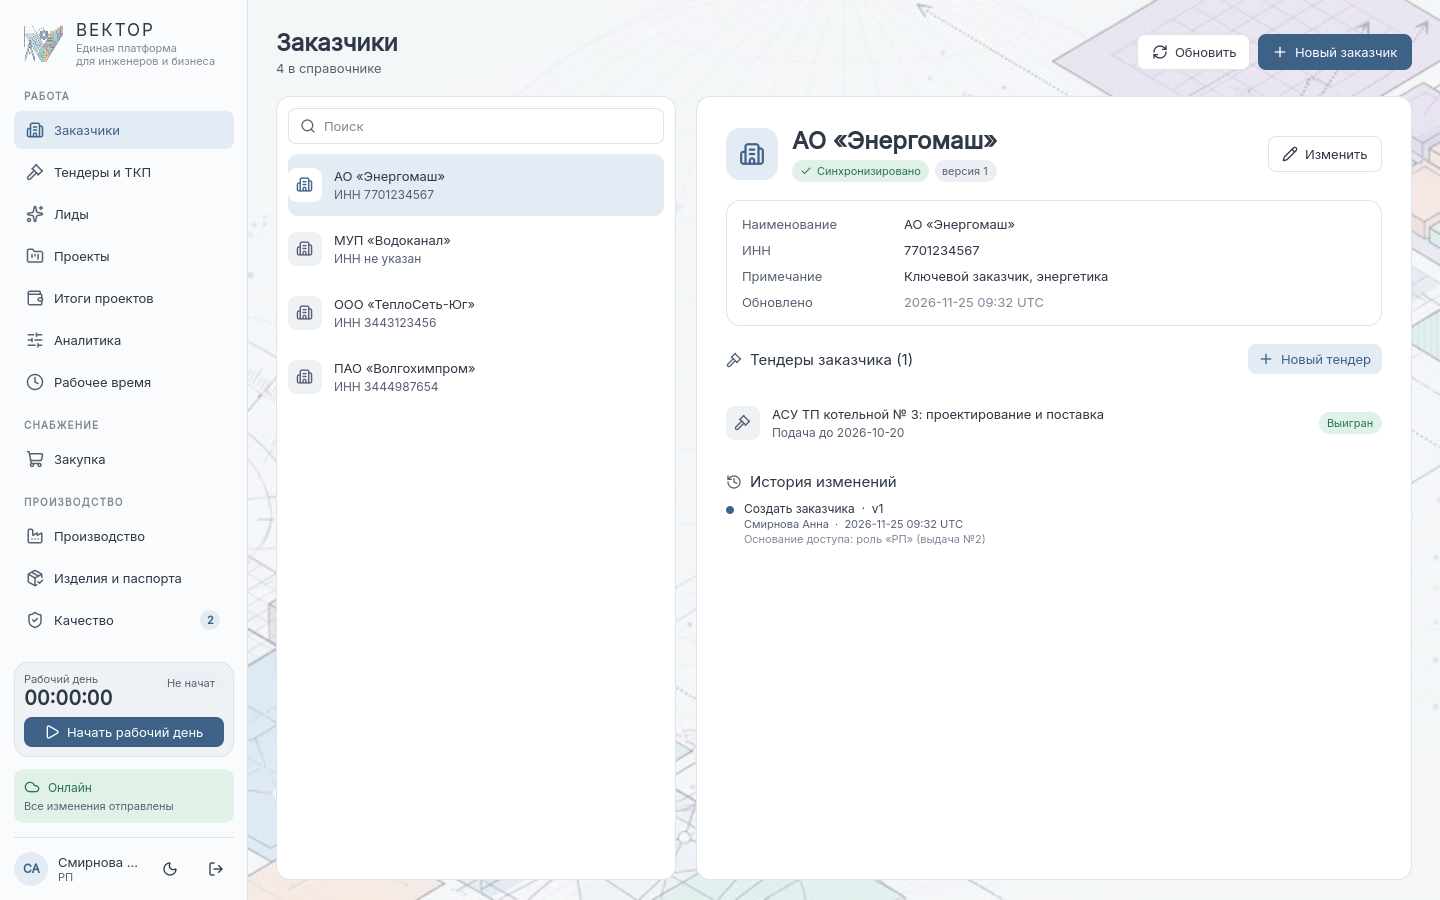 ВЕКТОР
Единая платформа
для инженеров и бизнеса
РАБОТА
Заказчики
Тендеры и ТКП
Лиды
Проекты
Итоги проектов
Аналитика
Рабочее время
СНАБЖЕНИЕ
Закупка
ПРОИЗВОДСТВО
Производство
Изделия и паспорта
Качество 2
Рабочий день
00:00:00
Не начат
Начать рабочий день
Онлайн
Все изменения отправлены
СА
Смирнова ...
РП
Заказчики
4 в справочнике
Обновить
Новый заказчик
Поиск
АО «Энергомаш»
ИНН 7701234567
МУП «Водоканал»
ИНН не указан
ООО «ТеплоСеть-Юг»
ИНН 3443123456
ПАО «Волгохимпром»
ИНН 3444987654
АО «Энергомаш»
Синхронизировано
версия 1
Изменить
Наименование АО «Энергомаш»
ИНН 7701234567
Примечание Ключевой заказчик, энергетика
Обновлено 2026-11-25 09:32 UTC
Тендеры заказчика (1)
Новый тендер
АСУ ТП котельной № 3: проектирование и поставка
Подача до 2026-10-20
Выигран
История изменений
Создать заказчика · v1
Смирнова Анна · 2026-11-25 09:32 UTC
Основание доступа: роль «РП» (выдача №2)